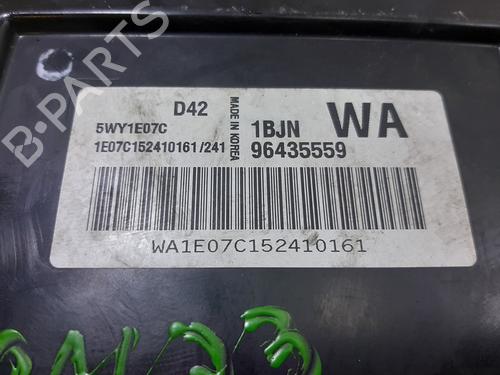 B-PARTS
D42
5WY1E07C
1E07C152410161/241
MADE IN KOREA
1BJN
WA
96435559
WA1E07C152410161